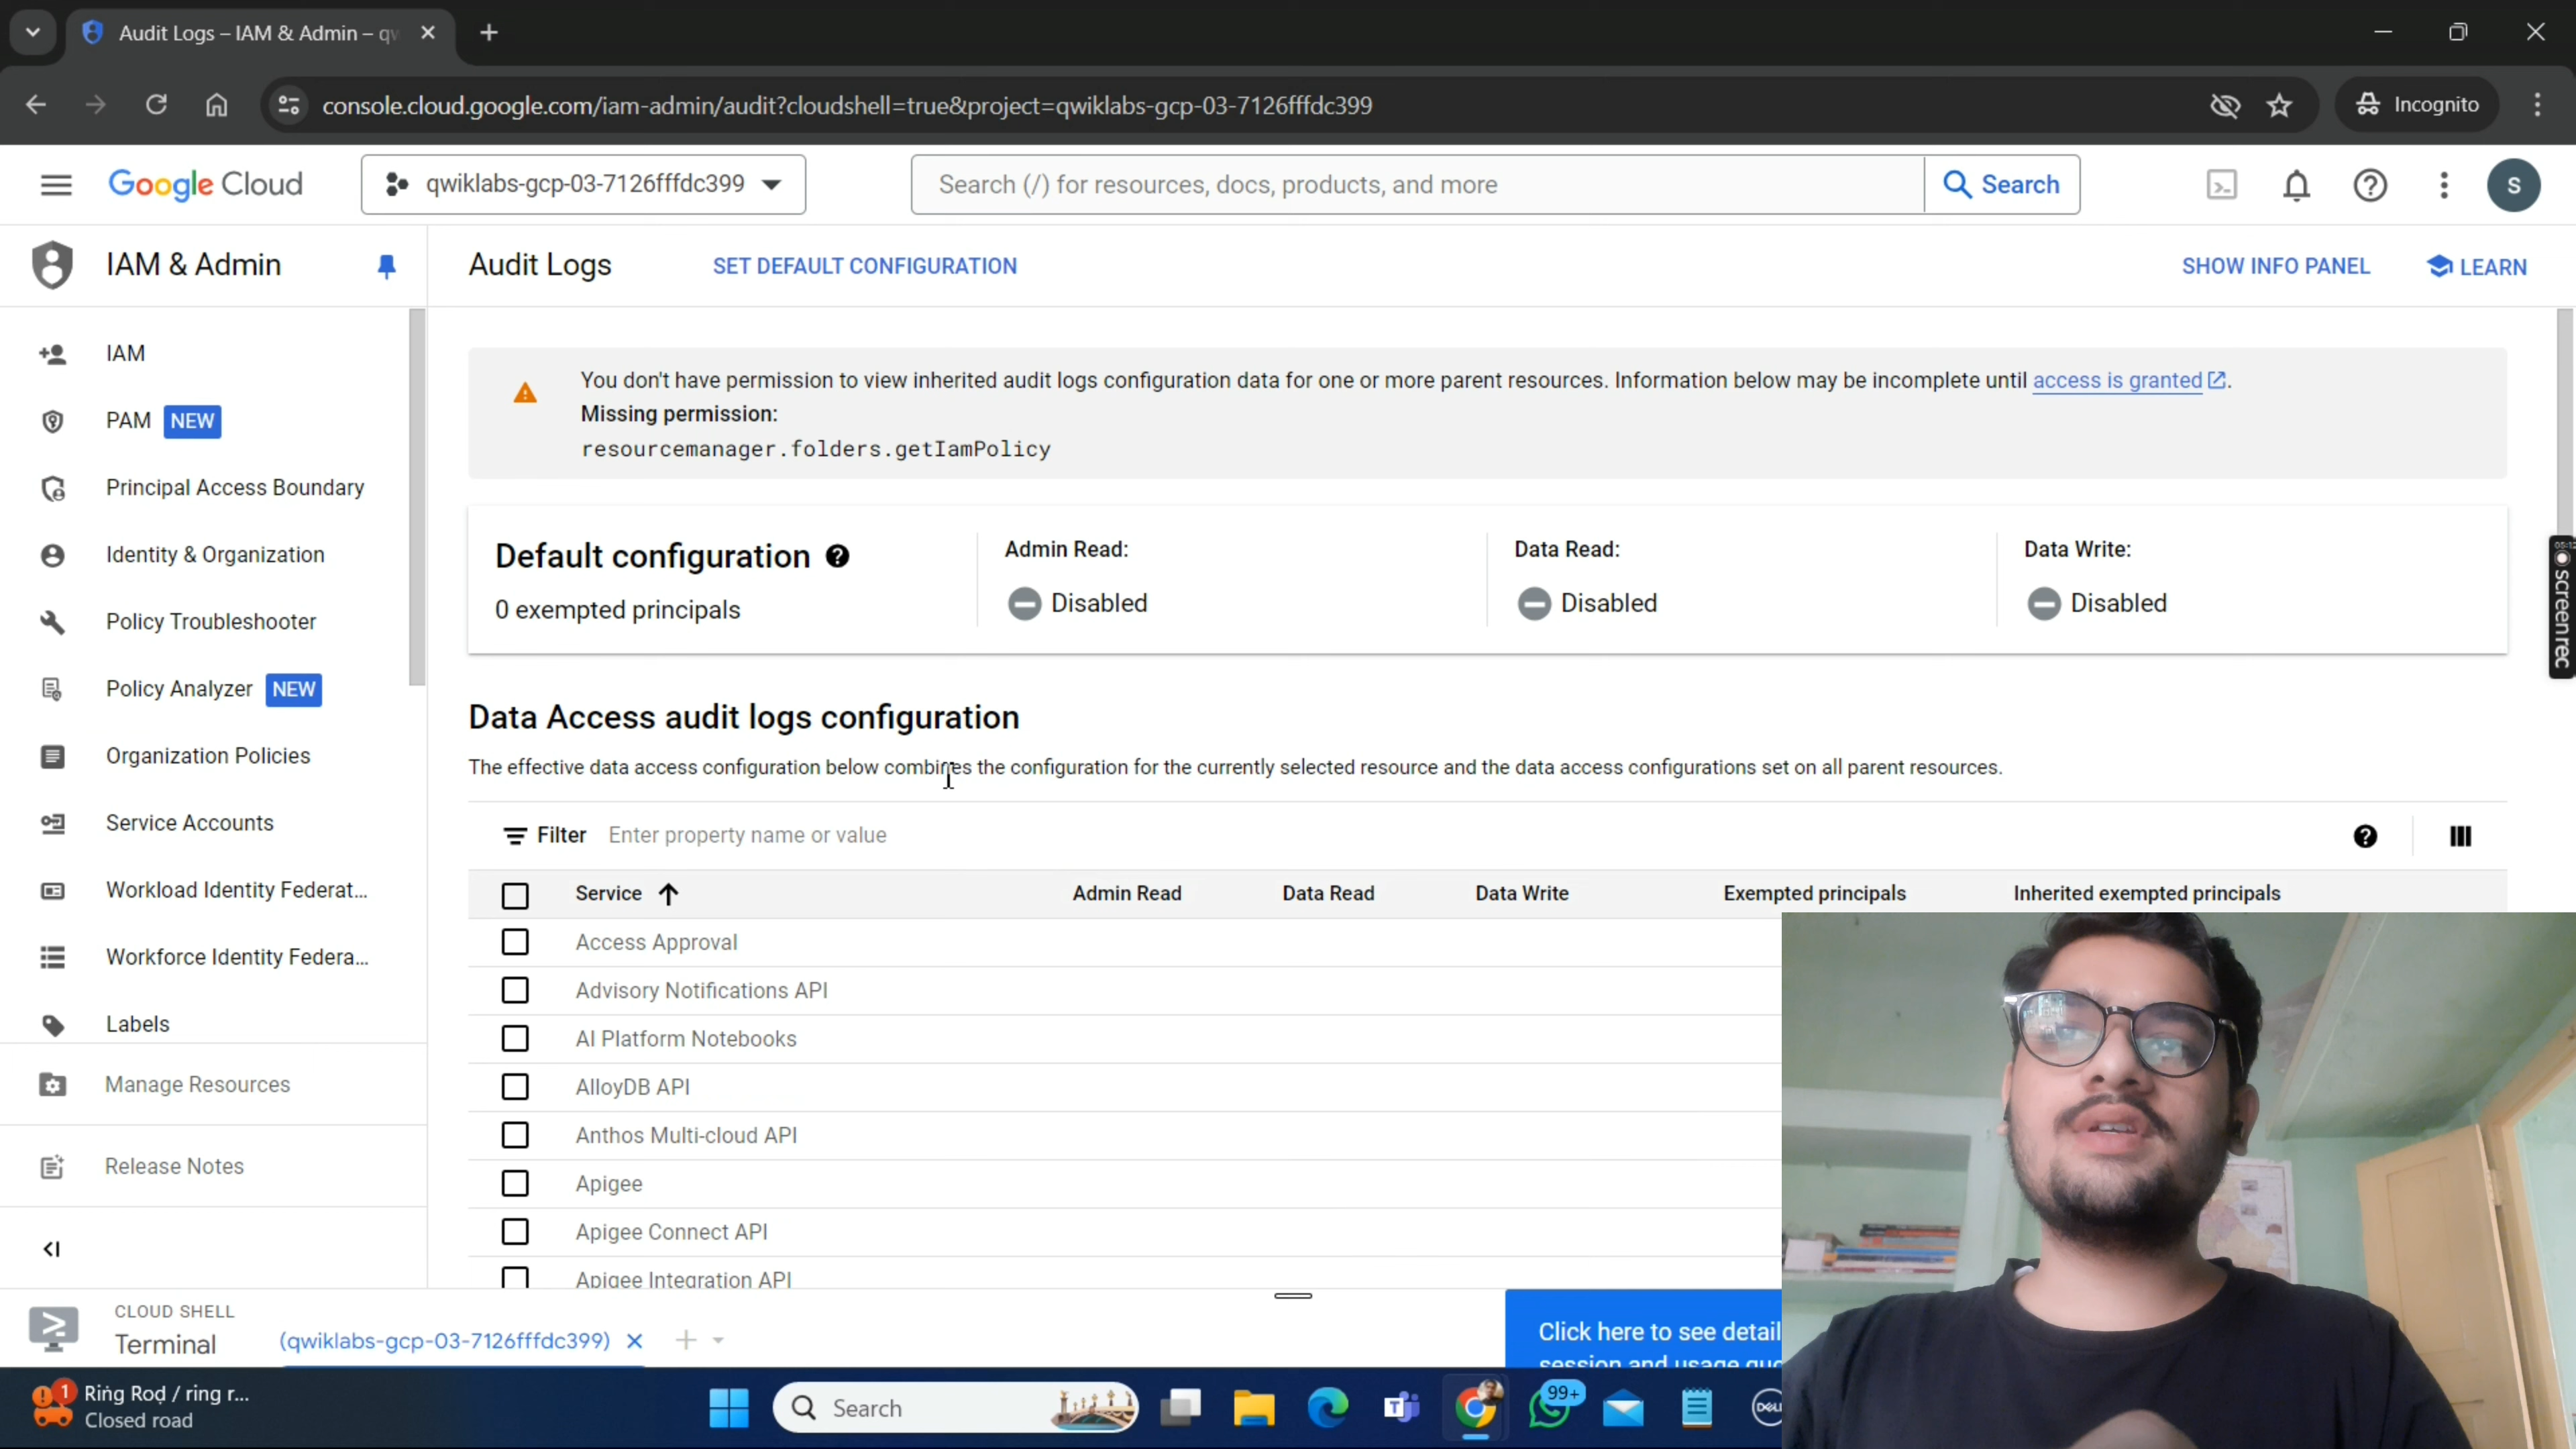 Audit Logs – IAM & Admin – qw
console.cloud.google.com/iam-admin/audit?cloudshell=true&project=qwiklabs-gcp-03-7126fffdc399
Incognito
Google Cloud
qwiklabs-gcp-03-7126fffdc399
Search (/) for resources, docs, products, and more
Search
S
IAM & Admin
Audit Logs
SET DEFAULT CONFIGURATION
SHOW INFO PANEL
LEARN
IAM
PAM NEW
Principal Access Boundary
Identity & Organization
Policy Troubleshooter
Policy Analyzer NEW
Organization Policies
Service Accounts
Workload Identity Federat...
Workforce Identity Federa...
Labels
Manage Resources
Release Notes
You don't have permission to view inherited audit logs configuration data for one or more parent resources. Information below may be incomplete until access is granted.
Missing permission:
resourcemanager.folders.getIamPolicy
Default configuration
0 exempted principals
Admin Read:
Disabled
Data Read:
Disabled
Data Write:
Disabled
Data Access audit logs configuration
The effective data access configuration below combines the configuration for the currently selected resource and the data access configurations set on all parent resources.
Filter Enter property name or value
Service Admin Read Data Read Data Write Exempted principals Inherited exempted principals
Access Approval
Advisory Notifications API
AI Platform Notebooks
AlloyDB API
Anthos Multi-cloud API
Apigee
Apigee Connect API
Apigee Integration API
screenrec
CLOUD SHELL
Terminal
(qwiklabs-gcp-03-7126fffdc399)
Click here to see detail
session and usage quo
1
Ring Road / ring r...
Closed road
Search
99+
DELL